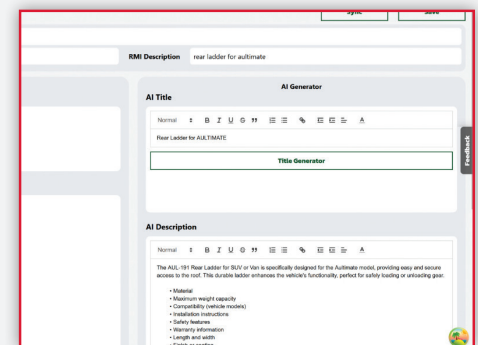 Sync Save
RMI Description rear ladder for aultimate
AI Generator
AI Title
Normal B I U S A
Rear Ladder for AULTIMATE
Title Generator
Feedback
AI Description
Normal B I U S A
The AUL-191 Rear Ladder for SUV or Van is specifically designed for the Aultimate model, providing easy and secure
access to the roof. This durable ladder enhances the vehicle's functionality, perfect for safely loading or unloading gear.
• Material
• Maximum weight capacity
• Compatibility (vehicle models)
• Installation instructions
• Safety features
• Warranty information
• Length and width
• Finish or coating